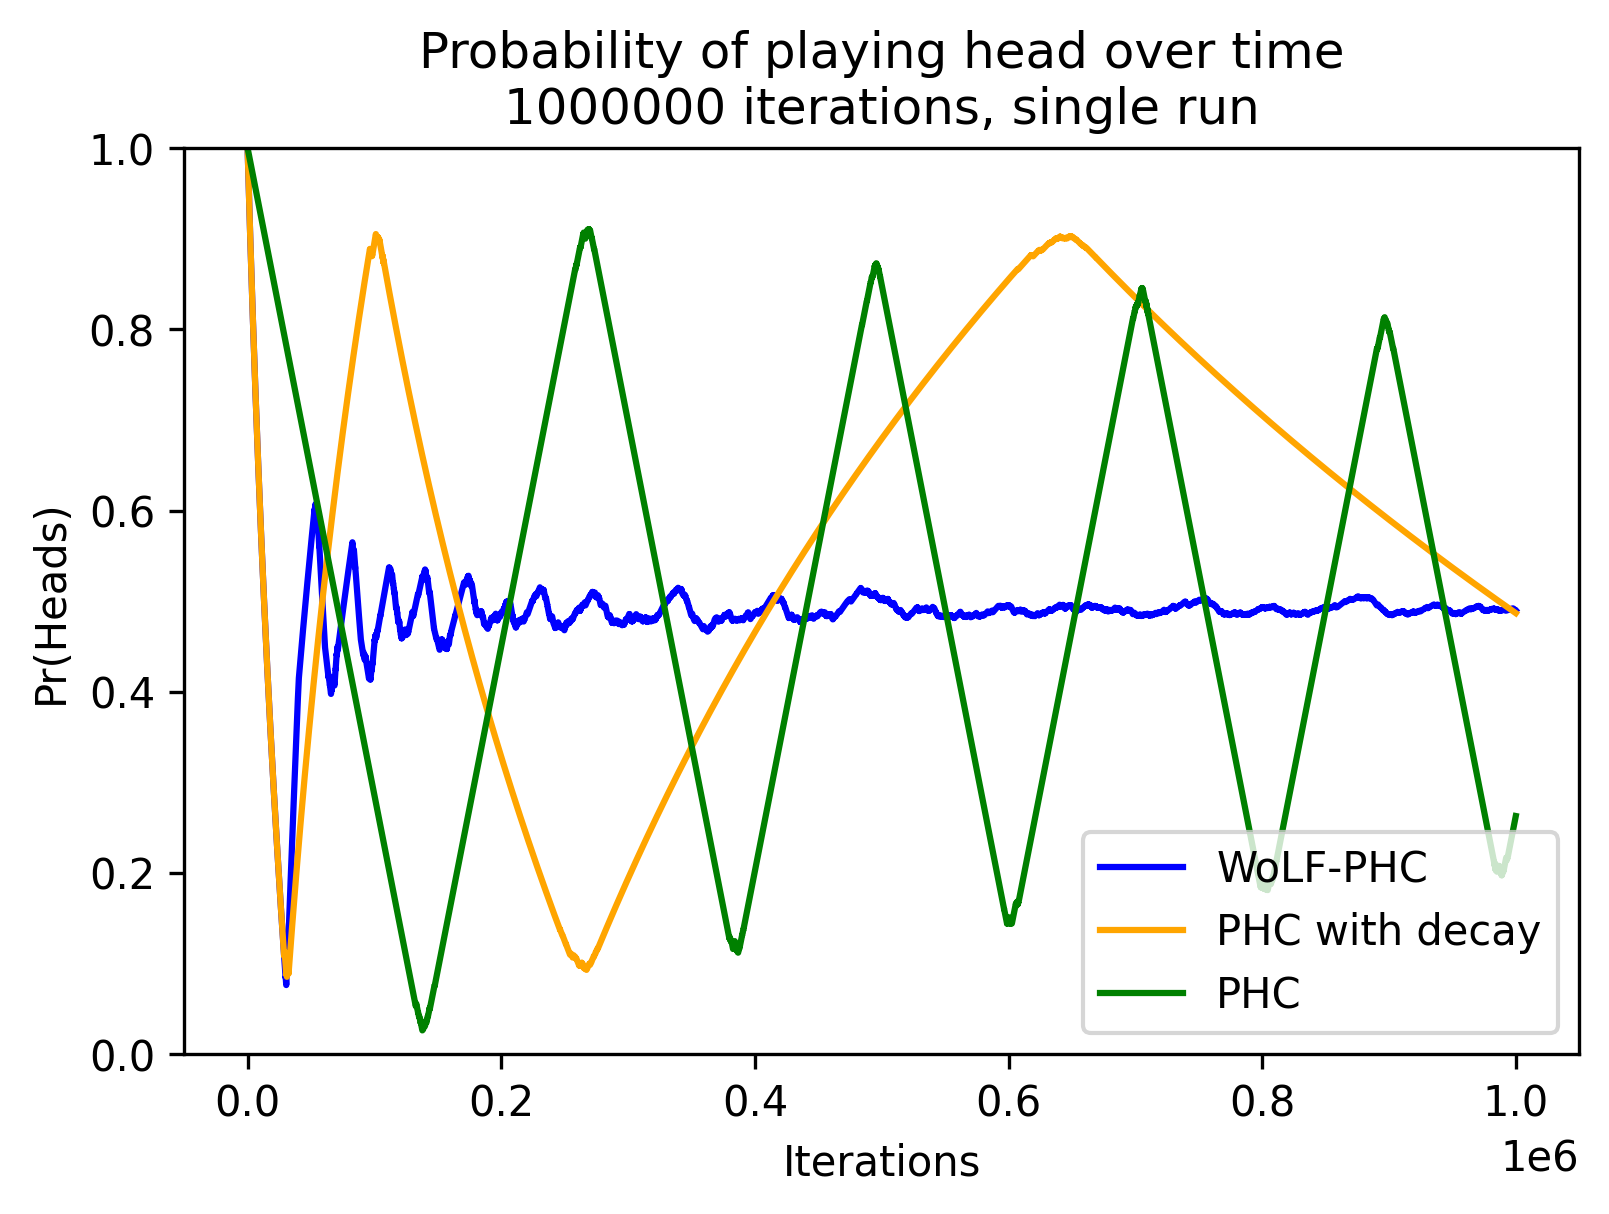 Probability of playing head over time
1000000 iterations, single run
Pr(Heads)
1.0
0.8
0.6
0.4
0.2
0.0
WoLF-PHC
PHC with decay
PHC
0.0 0.2 0.4 0.6 0.8 1.0
1e6
Iterations